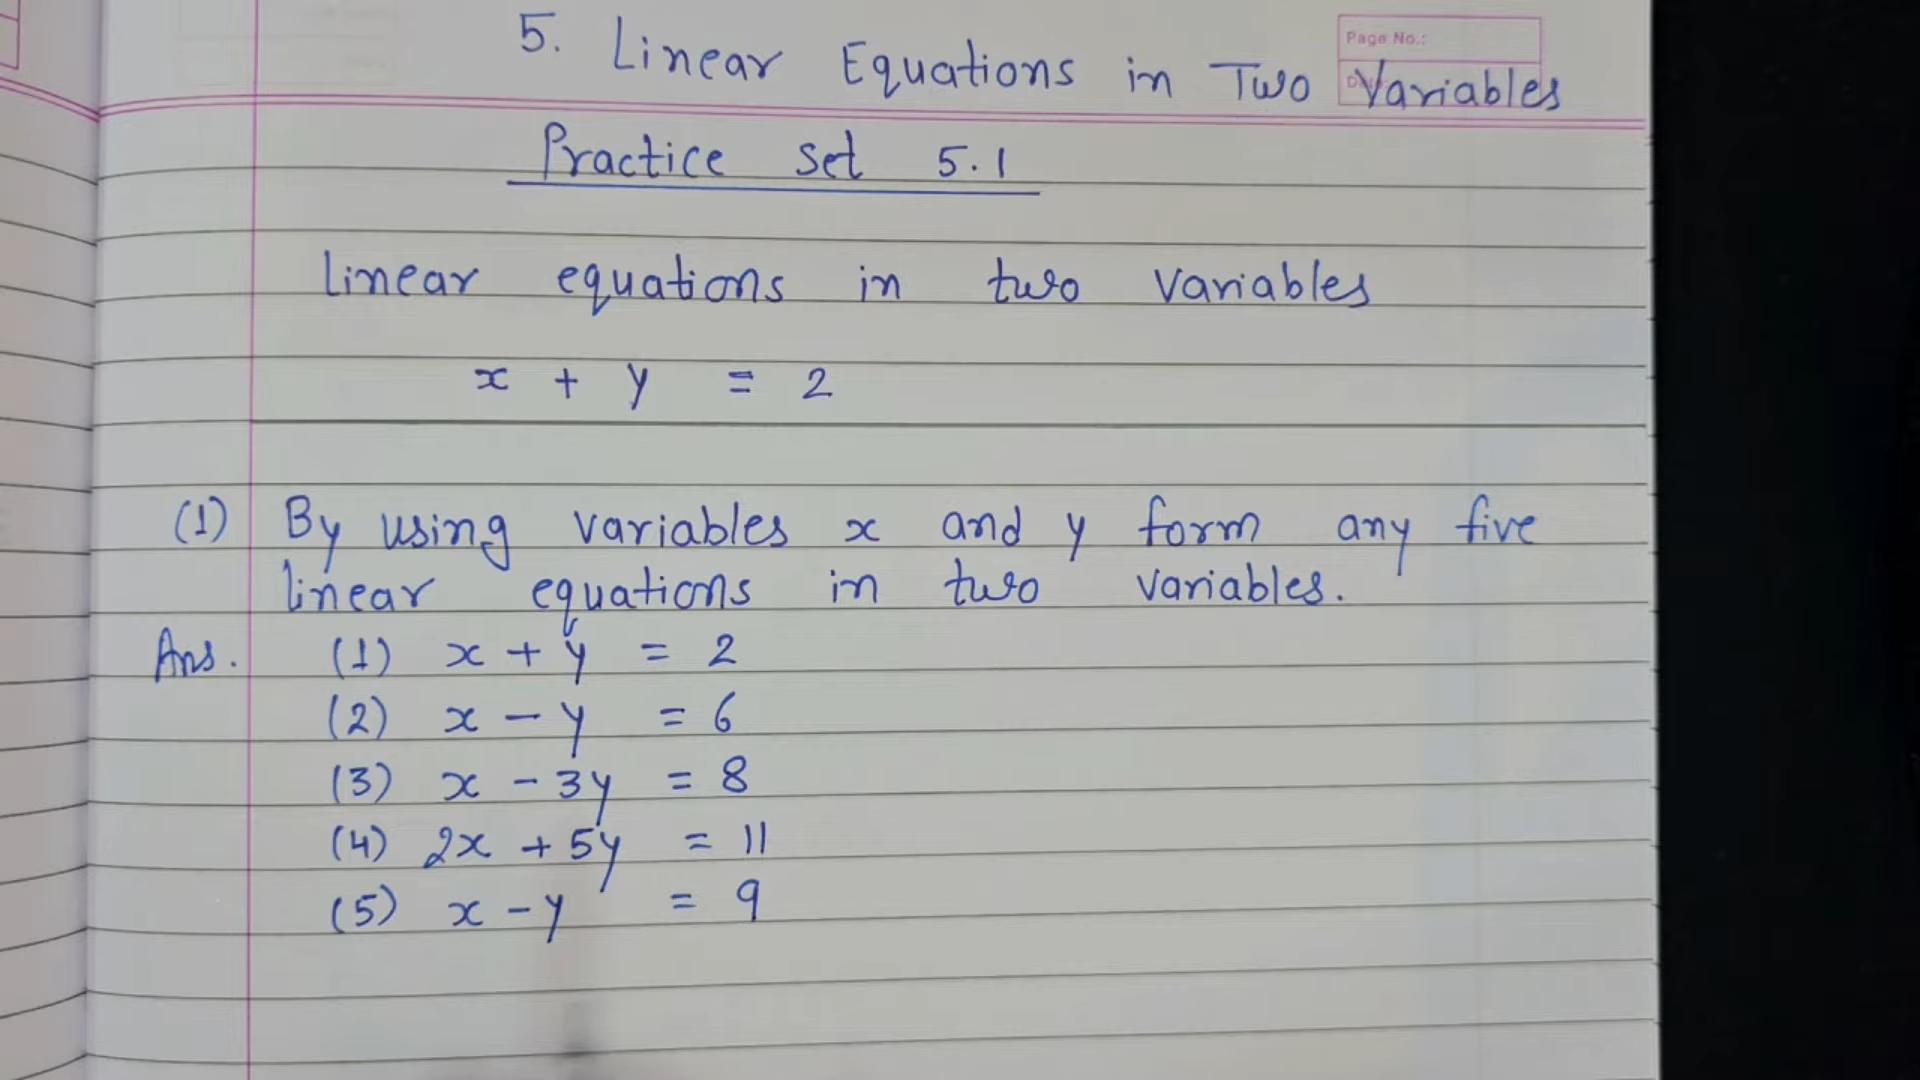 5. Linear Equations in Two Variables
Page No.:
Practice set 5.1
linear equations in two variables
x + y = 2
(1) By using variables x and y form any five
linear equations in two variables.
Ans. (1) x + y = 2
(2) x - y = 6
(3) x - 3y = 8
(4) 2x + 5y = 11
(5) x - y = 9